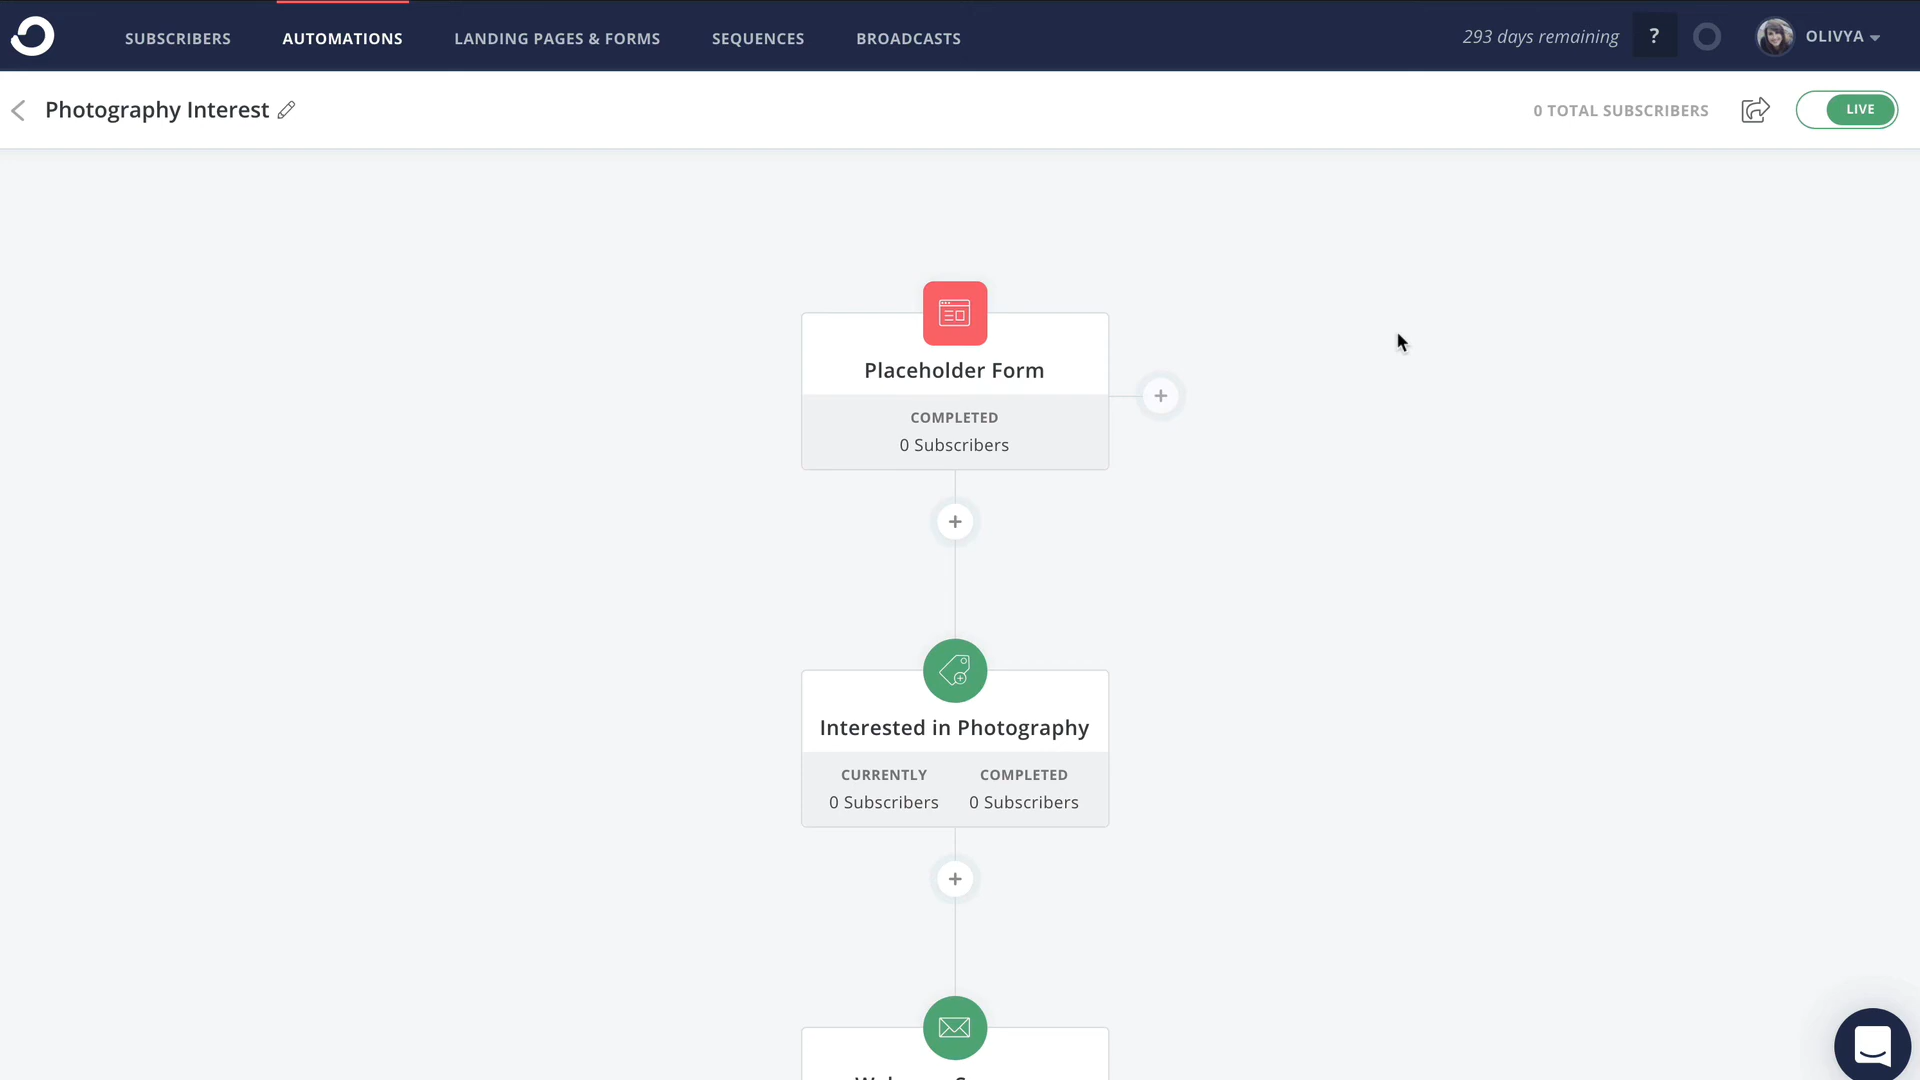 SUBSCRIBERS AUTOMATIONS LANDING PAGES & FORMS SEQUENCES BROADCASTS 293 days remaining ? OLIVYA
Photography Interest 0 TOTAL SUBSCRIBERS LIVE
Placeholder Form
COMPLETED
0 Subscribers
+
+
Interested in Photography
CURRENTLY COMPLETED
0 Subscribers 0 Subscribers
+